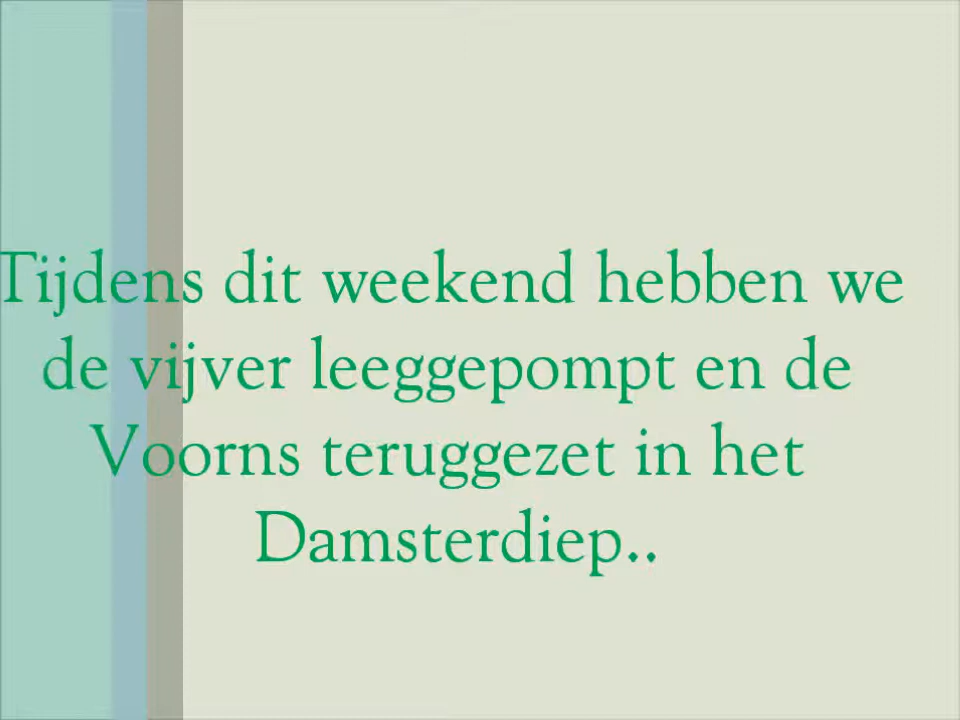 Tijdens dit weekend hebben we
de vijver leeggepompt en de
Voorns teruggezet in het
Damsterdiep..